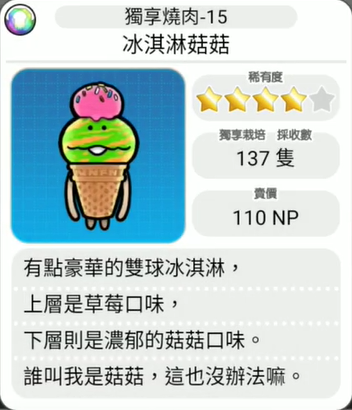 獨享燒肉-15
冰淇淋菇菇
稀有度
獨享栽培 採收數
137 隻
賣價
110 NP
有點豪華的雙球冰淇淋，
上層是草莓口味，
下層則是濃郁的菇菇口味。
誰叫我是菇菇，這也沒辦法嘛。